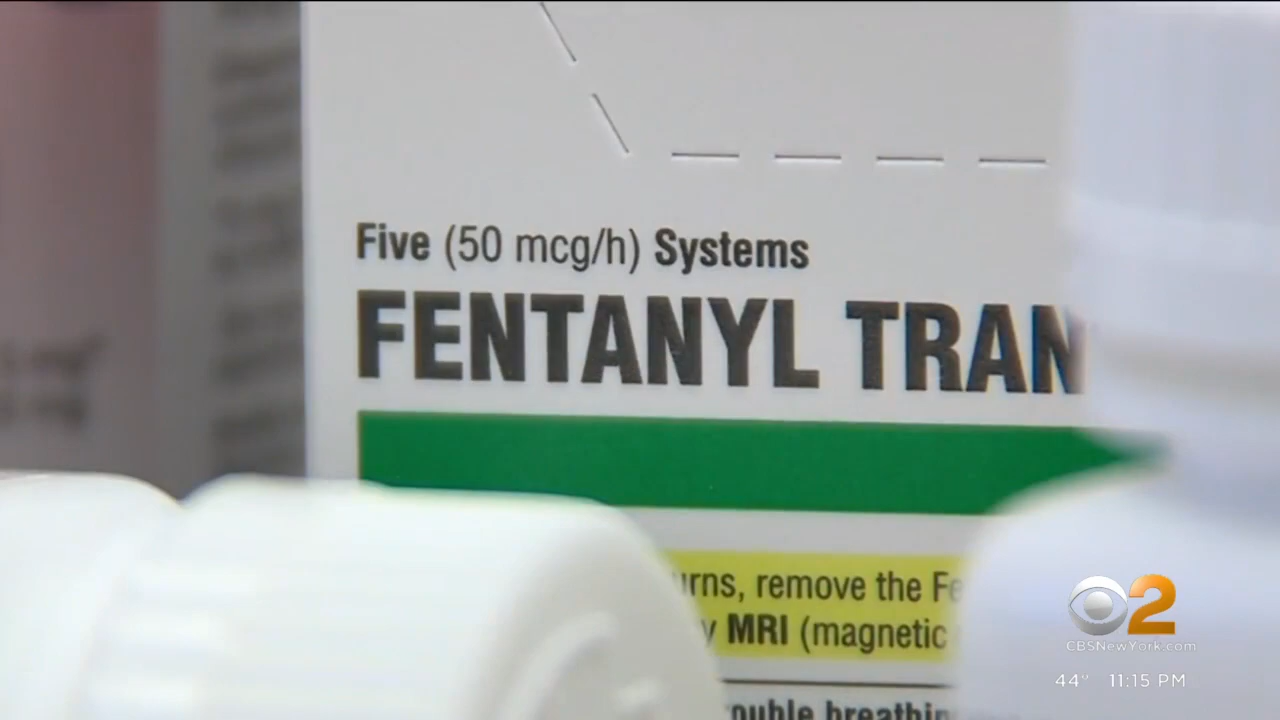 Five (50 mcg/h) Systems
FENTANYL TRAN
urns, remove the Fe
y MRI (magnetic
ouble breathin
2
CBSNewYork.com
44° 11:15 PM